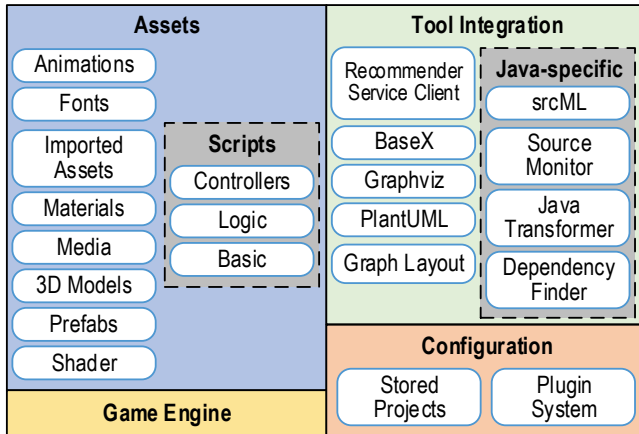 Assets
Animations
Fonts
Imported
Assets
Materials
Media
3D Models
Prefabs
Shader
Scripts
Controllers
Logic
Basic
Game Engine
Tool Integration
Recommender
Service Client
BaseX
Graphviz
PlantUML
Graph Layout
Java-specific
srcML
Source
Monitor
Java
Transformer
Dependency
Finder
Configuration
Stored
Projects
Plugin
System